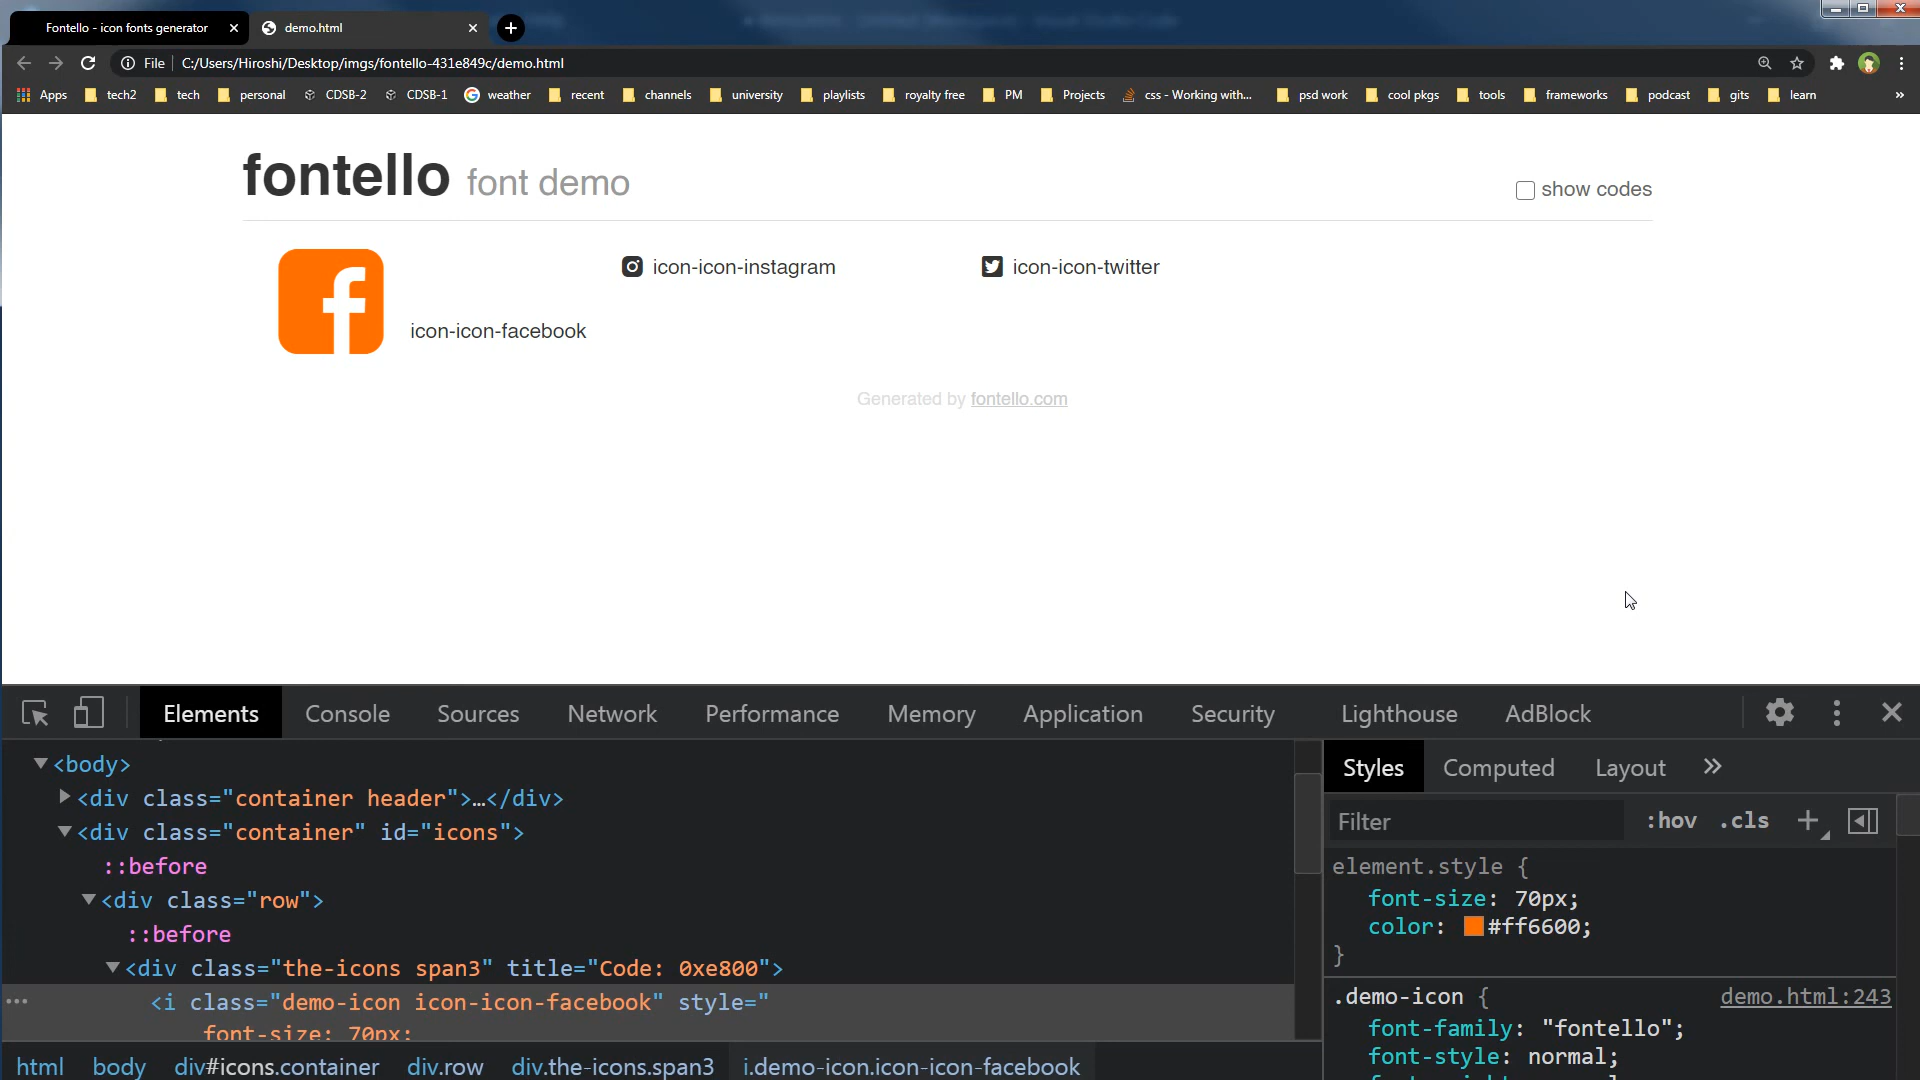 Fontello - icon fonts generator
demo.html
File
C:/Users/Hiroshi/Desktop/imgs/fontello-431e849c/demo.html
Apps tech2 tech personal CDSB-2 CDSB-1 weather recent channels university playlists royalty free PM Projects css - Working with... psd work cool pkgs tools frameworks podcast gits learn »
fontello font demo
show codes
icon-icon-facebook
icon-icon-instagram
icon-icon-twitter
Generated by fontello.com
Elements Console Sources Network Performance Memory Application Security Lighthouse AdBlock
<body>
<div class="container header">…</div>
<div class="container" id="icons">
::before
<div class="row">
::before
<div class="the-icons span3" title="Code: 0xe800">
<i class="demo-icon icon-icon-facebook" style="
font-size: 70px;
html body div#icons.container div.row div.the-icons.span3 i.demo-icon.icon-icon-facebook
Styles Computed Layout »
Filter :hov .cls +
element.style {
font-size: 70px;
color: #ff6600;
}
.demo-icon { demo.html:243
font-family: "fontello";
font-style: normal;